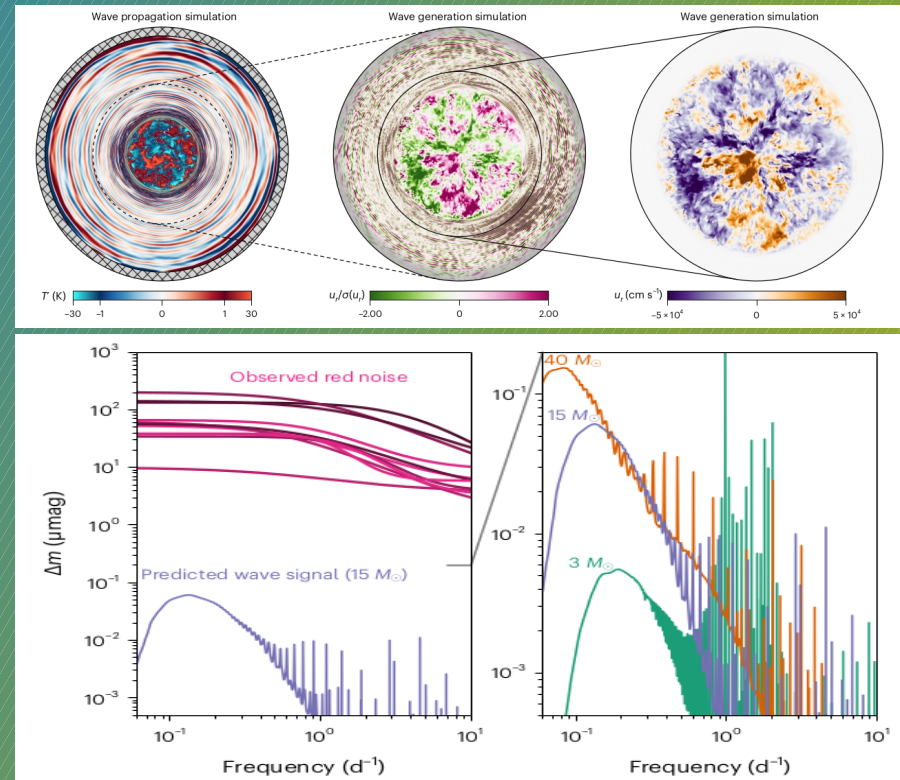 Wave propagation simulation
Wave generation simulation
Wave generation simulation
T′ (K)
−30 −1 0 1 30
uᵣ/σ(uᵣ)
−2.00 0 2.00
uᵣ (cm s⁻¹)
−5 × 10⁴ 0 5 × 10⁴
10³
10²
10¹
10⁰
10⁻¹
10⁻²
10⁻³
Δm (μmag)
Observed red noise
Predicted wave signal (15 M☉)
10⁻¹ 10⁰ 10¹
Frequency (d⁻¹)
10⁻¹
10⁻²
10⁻³
40 M☉
15 M☉
3 M☉
10⁻¹ 10⁰ 10¹
Frequency (d⁻¹)